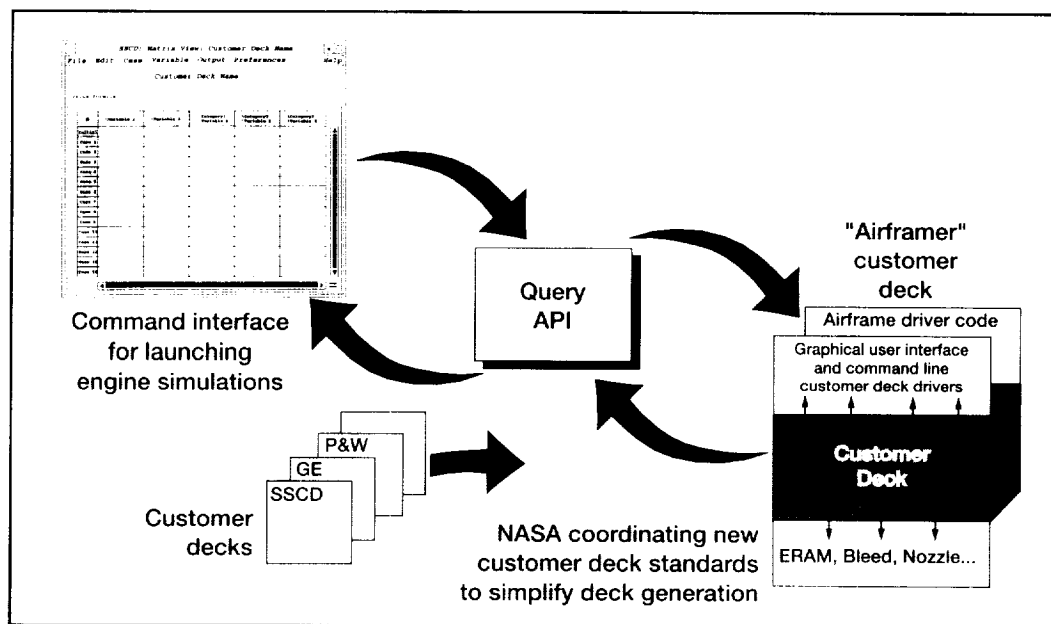 SSCD: Matrix View: Customer Deck Name
File Edit Case Variable Output Preferences Help
Customer Deck Name
Command interface
for launching
engine simulations
Query
API
"Airframer"
customer
deck
Airframe driver code
Graphical user interface
and command line
customer deck drivers
Customer
Deck
ERAM, Bleed, Nozzle...
P&W
GE
SSCD
Customer
decks
NASA coordinating new
customer deck standards
to simplify deck generation